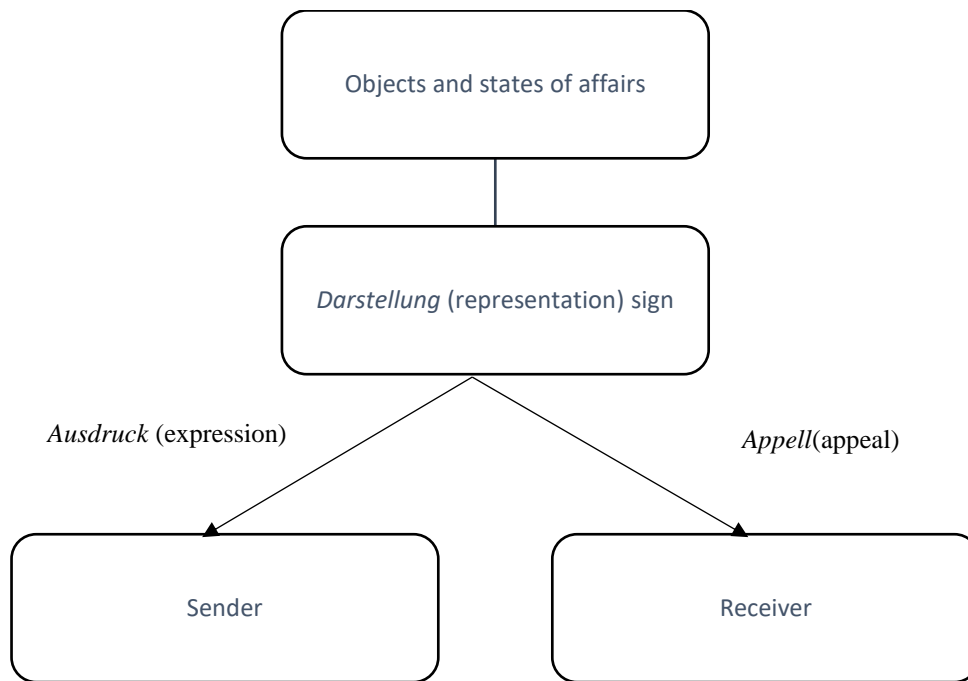 Objects and states of affairs
Darstellung (representation) sign
Ausdruck (expression)
Appell(appeal)
Sender
Receiver